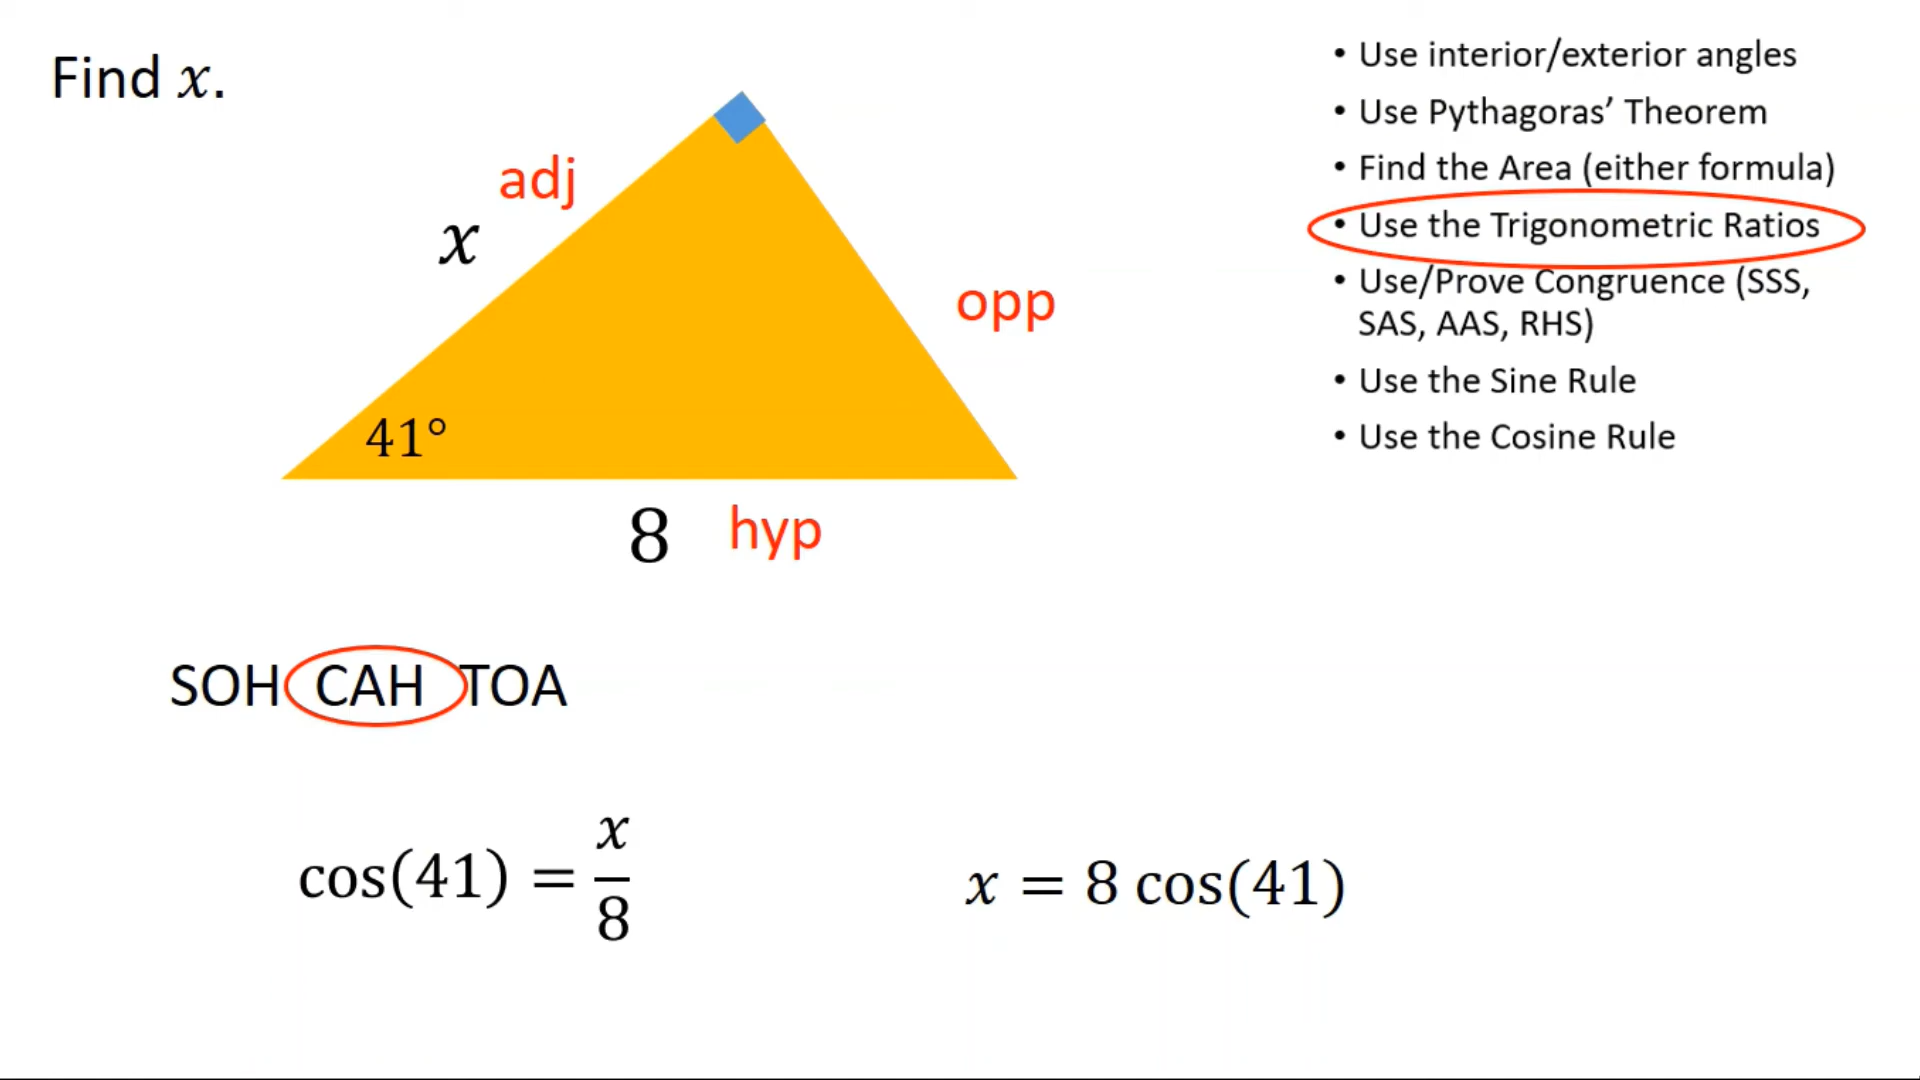 Find x.
• Use interior/exterior angles
• Use Pythagoras’ Theorem
• Find the Area (either formula)
• Use the Trigonometric Ratios
• Use/Prove Congruence (SSS,
SAS, AAS, RHS)
• Use the Sine Rule
• Use the Cosine Rule
adj
x
opp
41°
8 hyp
SOH CAH TOA
cos(41) = x/8
x = 8 cos(41)